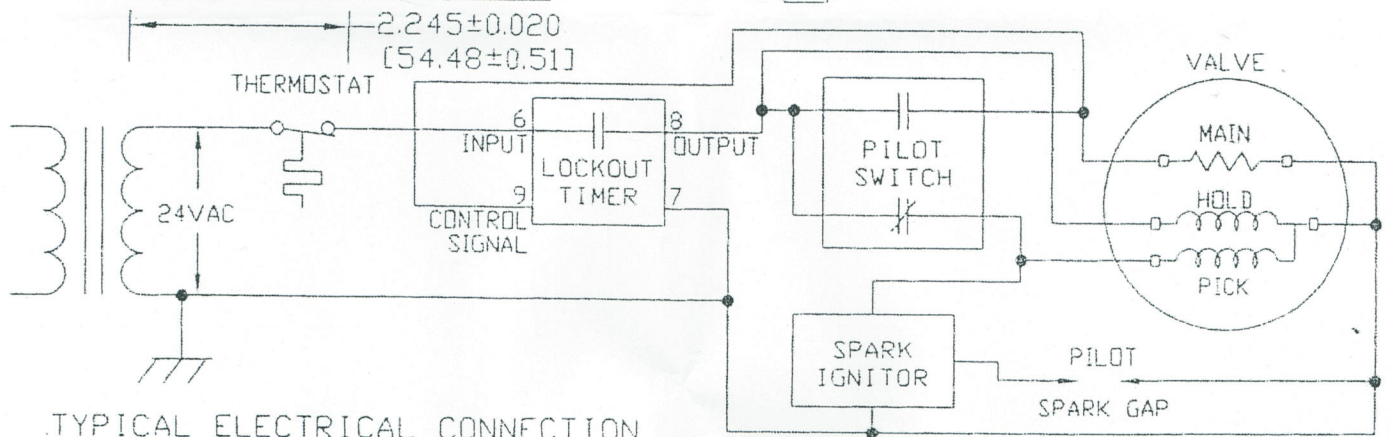 2.245±0.020
[54.48±0.51]
THERMOSTAT
VALVE
6
INPUT
8
OUTPUT
LOCKOUT
TIMER
9
CONTROL
SIGNAL
7
24VAC
PILOT
SWITCH
MAIN
HOLD
PICK
SPARK
IGNITOR
PILOT
SPARK GAP
TYPICAL ELECTRICAL CONNECTION